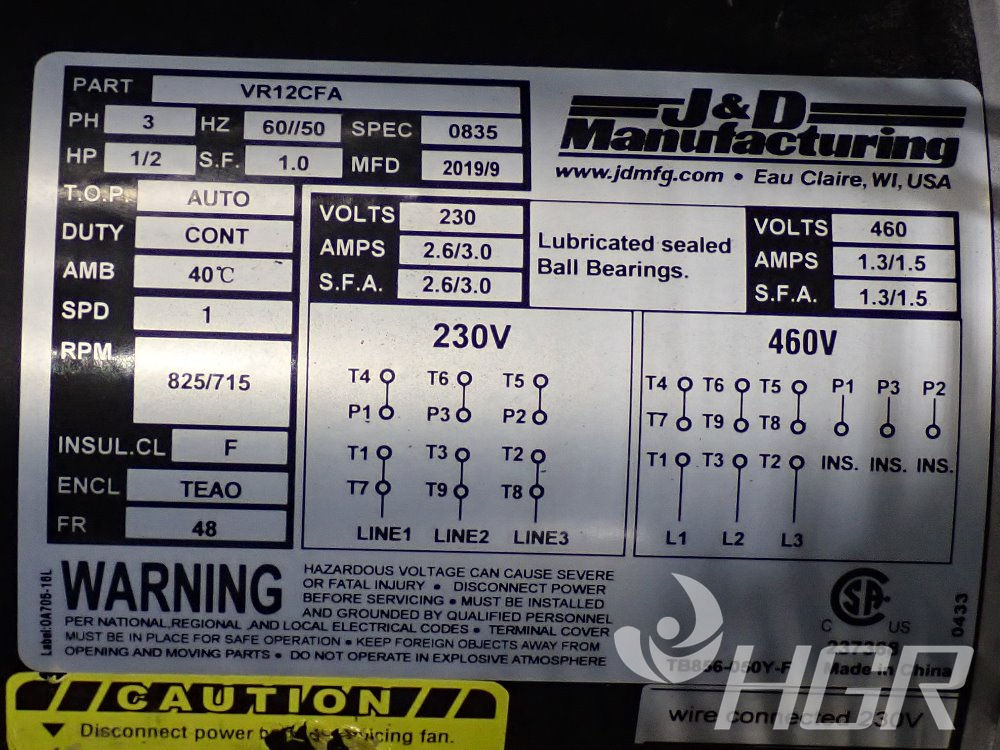 PART VR12CFA
PH 3 HZ 60//50 SPEC 0835
HP 1/2 S.F. 1.0 MFD 2019/9
J&D
Manufacturing
www.jdmfg.com • Eau Claire, WI, USA
T.O.P. AUTO
DUTY CONT
AMB 40℃
SPD 1
RPM 825/715
INSUL.CL F
ENCL TEAO
FR 48
VOLTS 230
AMPS 2.6/3.0
S.F.A. 2.6/3.0
Lubricated sealed
Ball Bearings.
VOLTS 460
AMPS 1.3/1.5
S.F.A. 1.3/1.5
230V
T4 T6 T5
P1 P3 P2
T1 T3 T2
T7 T9 T8
LINE1 LINE2 LINE3
460V
T4 T6 T5 P1 P3 P2
T7 T9 T8
T1 T3 T2 INS. INS. INS.
L1 L2 L3
Label:OA706-16L
WARNING
HAZARDOUS VOLTAGE CAN CAUSE SEVERE
OR FATAL INJURY • DISCONNECT POWER
BEFORE SERVICING • MUST BE INSTALLED
AND GROUNDED BY QUALIFIED PERSONNEL
PER NATIONAL,REGIONAL ,AND LOCAL ELECTRICAL CODES • TERMINAL COVER
MUST BE IN PLACE FOR SAFE OPERATION • KEEP FOREIGN OBJECTS AWAY FROM
OPENING AND MOVING PARTS • DO NOT OPERATE IN EXPLOSIVE ATMOSPHERE
SA
C US
237368
0433
TB856-050Y-F Made in China
wire connected 230V
HGR
CAUTION
Disconnect power servicing fan.